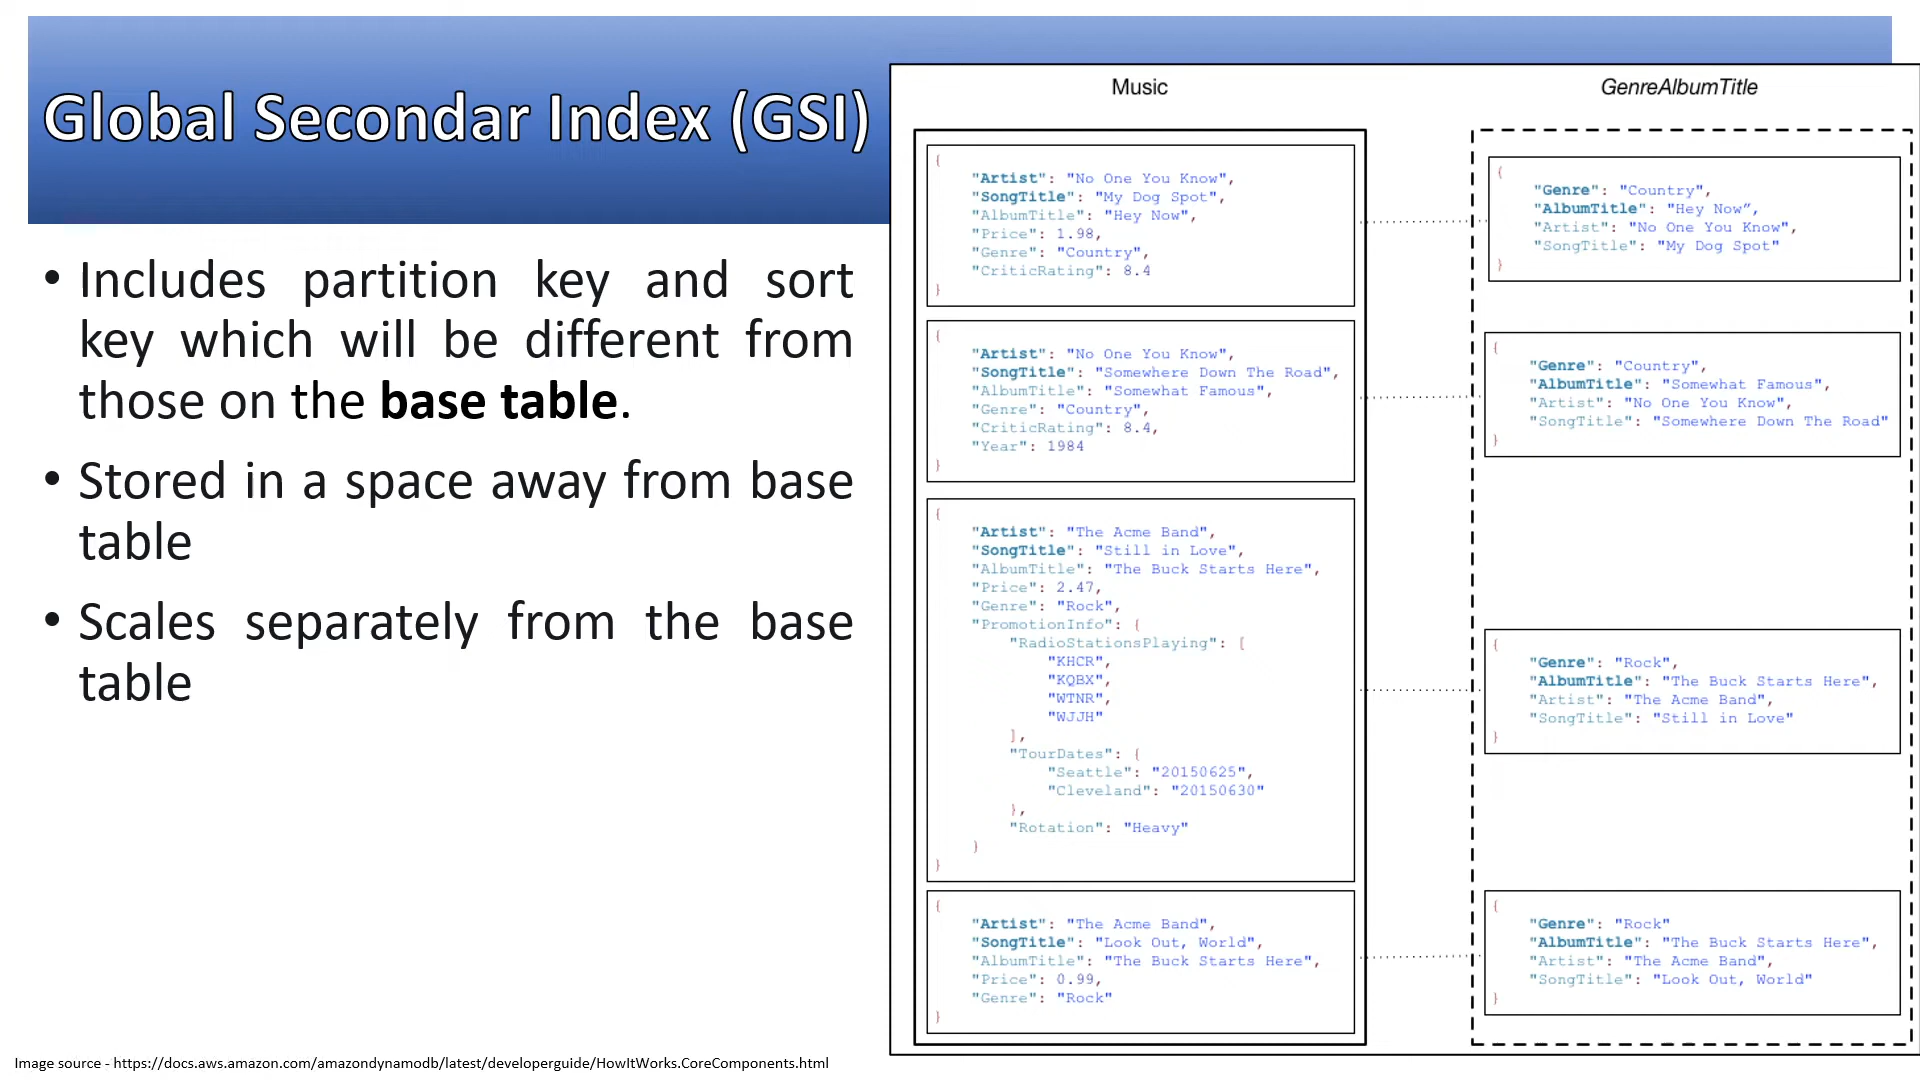 Global Secondar Index (GSI)
• Includes partition key and sort
key which will be different from
those on the base table.
• Stored in a space away from base
table
• Scales separately from the base
table
Image source - https://docs.aws.amazon.com/amazondynamodb/latest/developerguide/HowItWorks.CoreComponents.html
Music
{
"Artist": "No One You Know",
"SongTitle": "My Dog Spot",
"AlbumTitle": "Hey Now",
"Price": 1.98,
"Genre": "Country",
"CriticRating": 8.4
}
{
"Artist": "No One You Know",
"SongTitle": "Somewhere Down The Road",
"AlbumTitle": "Somewhat Famous",
"Genre": "Country",
"CriticRating": 8.4,
"Year": 1984
}
{
"Artist": "The Acme Band",
"SongTitle": "Still in Love",
"AlbumTitle": "The Buck Starts Here",
"Price": 2.47,
"Genre": "Rock",
"PromotionInfo": {
"RadioStationsPlaying": [
"KHCR",
"KQBX",
"WTNR",
"WJJH"
],
"TourDates": {
"Seattle": "20150625",
"Cleveland": "20150630"
},
"Rotation": "Heavy"
}
}
{
"Artist": "The Acme Band",
"SongTitle": "Look Out, World",
"AlbumTitle": "The Buck Starts Here",
"Price": 0.99,
"Genre": "Rock"
}
GenreAlbumTitle
{
"Genre": "Country",
"AlbumTitle": "Hey Now",
"Artist": "No One You Know",
"SongTitle": "My Dog Spot"
}
{
"Genre": "Country",
"AlbumTitle": "Somewhat Famous",
"Artist": "No One You Know",
"SongTitle": "Somewhere Down The Road"
}
{
"Genre": "Rock",
"AlbumTitle": "The Buck Starts Here",
"Artist": "The Acme Band",
"SongTitle": "Still in Love"
}
{
"Genre": "Rock"
"AlbumTitle": "The Buck Starts Here",
"Artist": "The Acme Band",
"SongTitle": "Look Out, World"
}